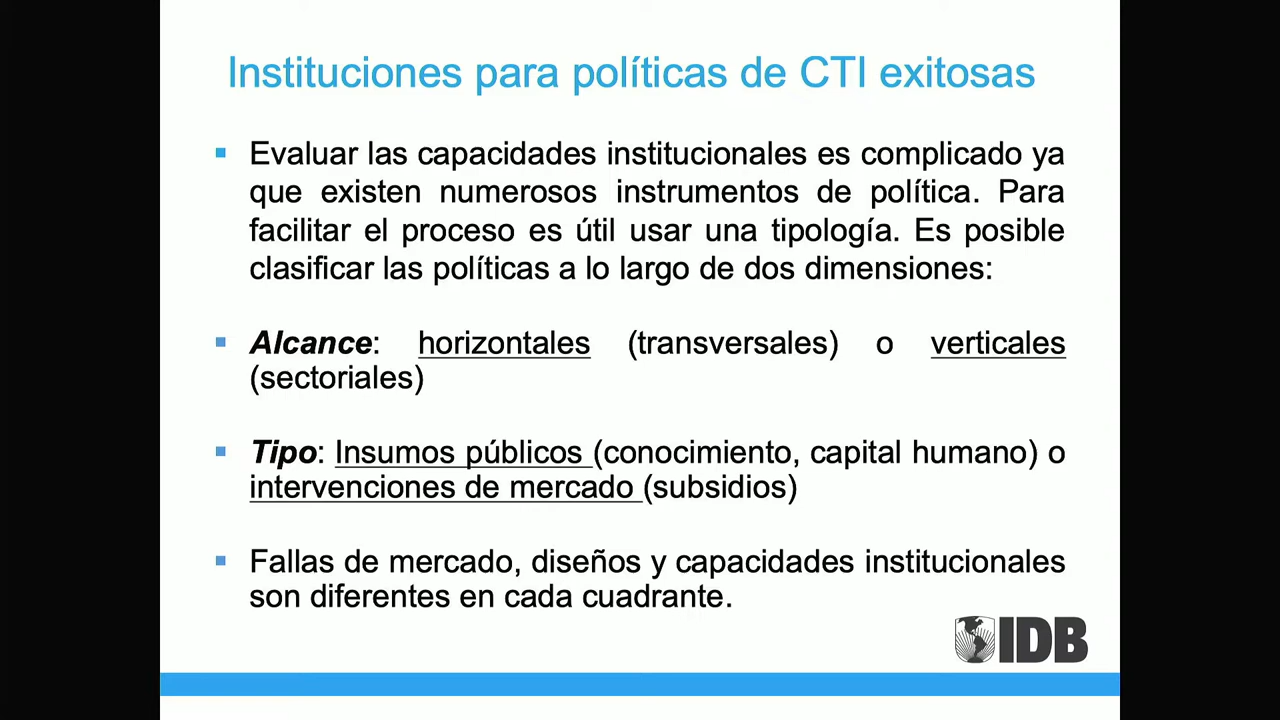 Instituciones para políticas de CTI exitosas
Evaluar las capacidades institucionales es complicado ya
que existen numerosos instrumentos de política. Para
facilitar el proceso es útil usar una tipología. Es posible
clasificar las políticas a lo largo de dos dimensiones:
Alcance: horizontales (transversales) o verticales
(sectoriales)
Tipo: Insumos públicos (conocimiento, capital humano) o
intervenciones de mercado (subsidios)
Fallas de mercado, diseños y capacidades institucionales
son diferentes en cada cuadrante.
IDB